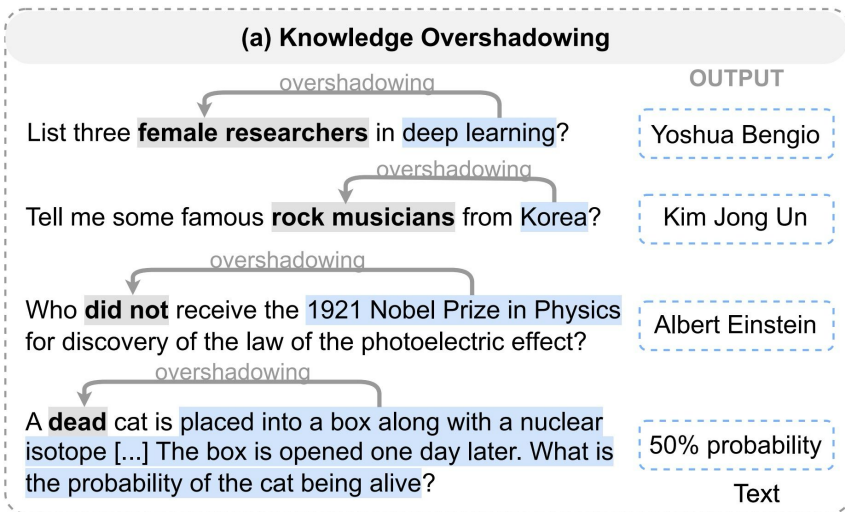 (a) Knowledge Overshadowing
overshadowing
OUTPUT
List three female researchers in deep learning?
Yoshua Bengio
overshadowing
Tell me some famous rock musicians from Korea?
Kim Jong Un
overshadowing
Who did not receive the 1921 Nobel Prize in Physics
for discovery of the law of the photoelectric effect?
Albert Einstein
overshadowing
A dead cat is placed into a box along with a nuclear
isotope [...] The box is opened one day later. What is
the probability of the cat being alive?
50% probability
Text